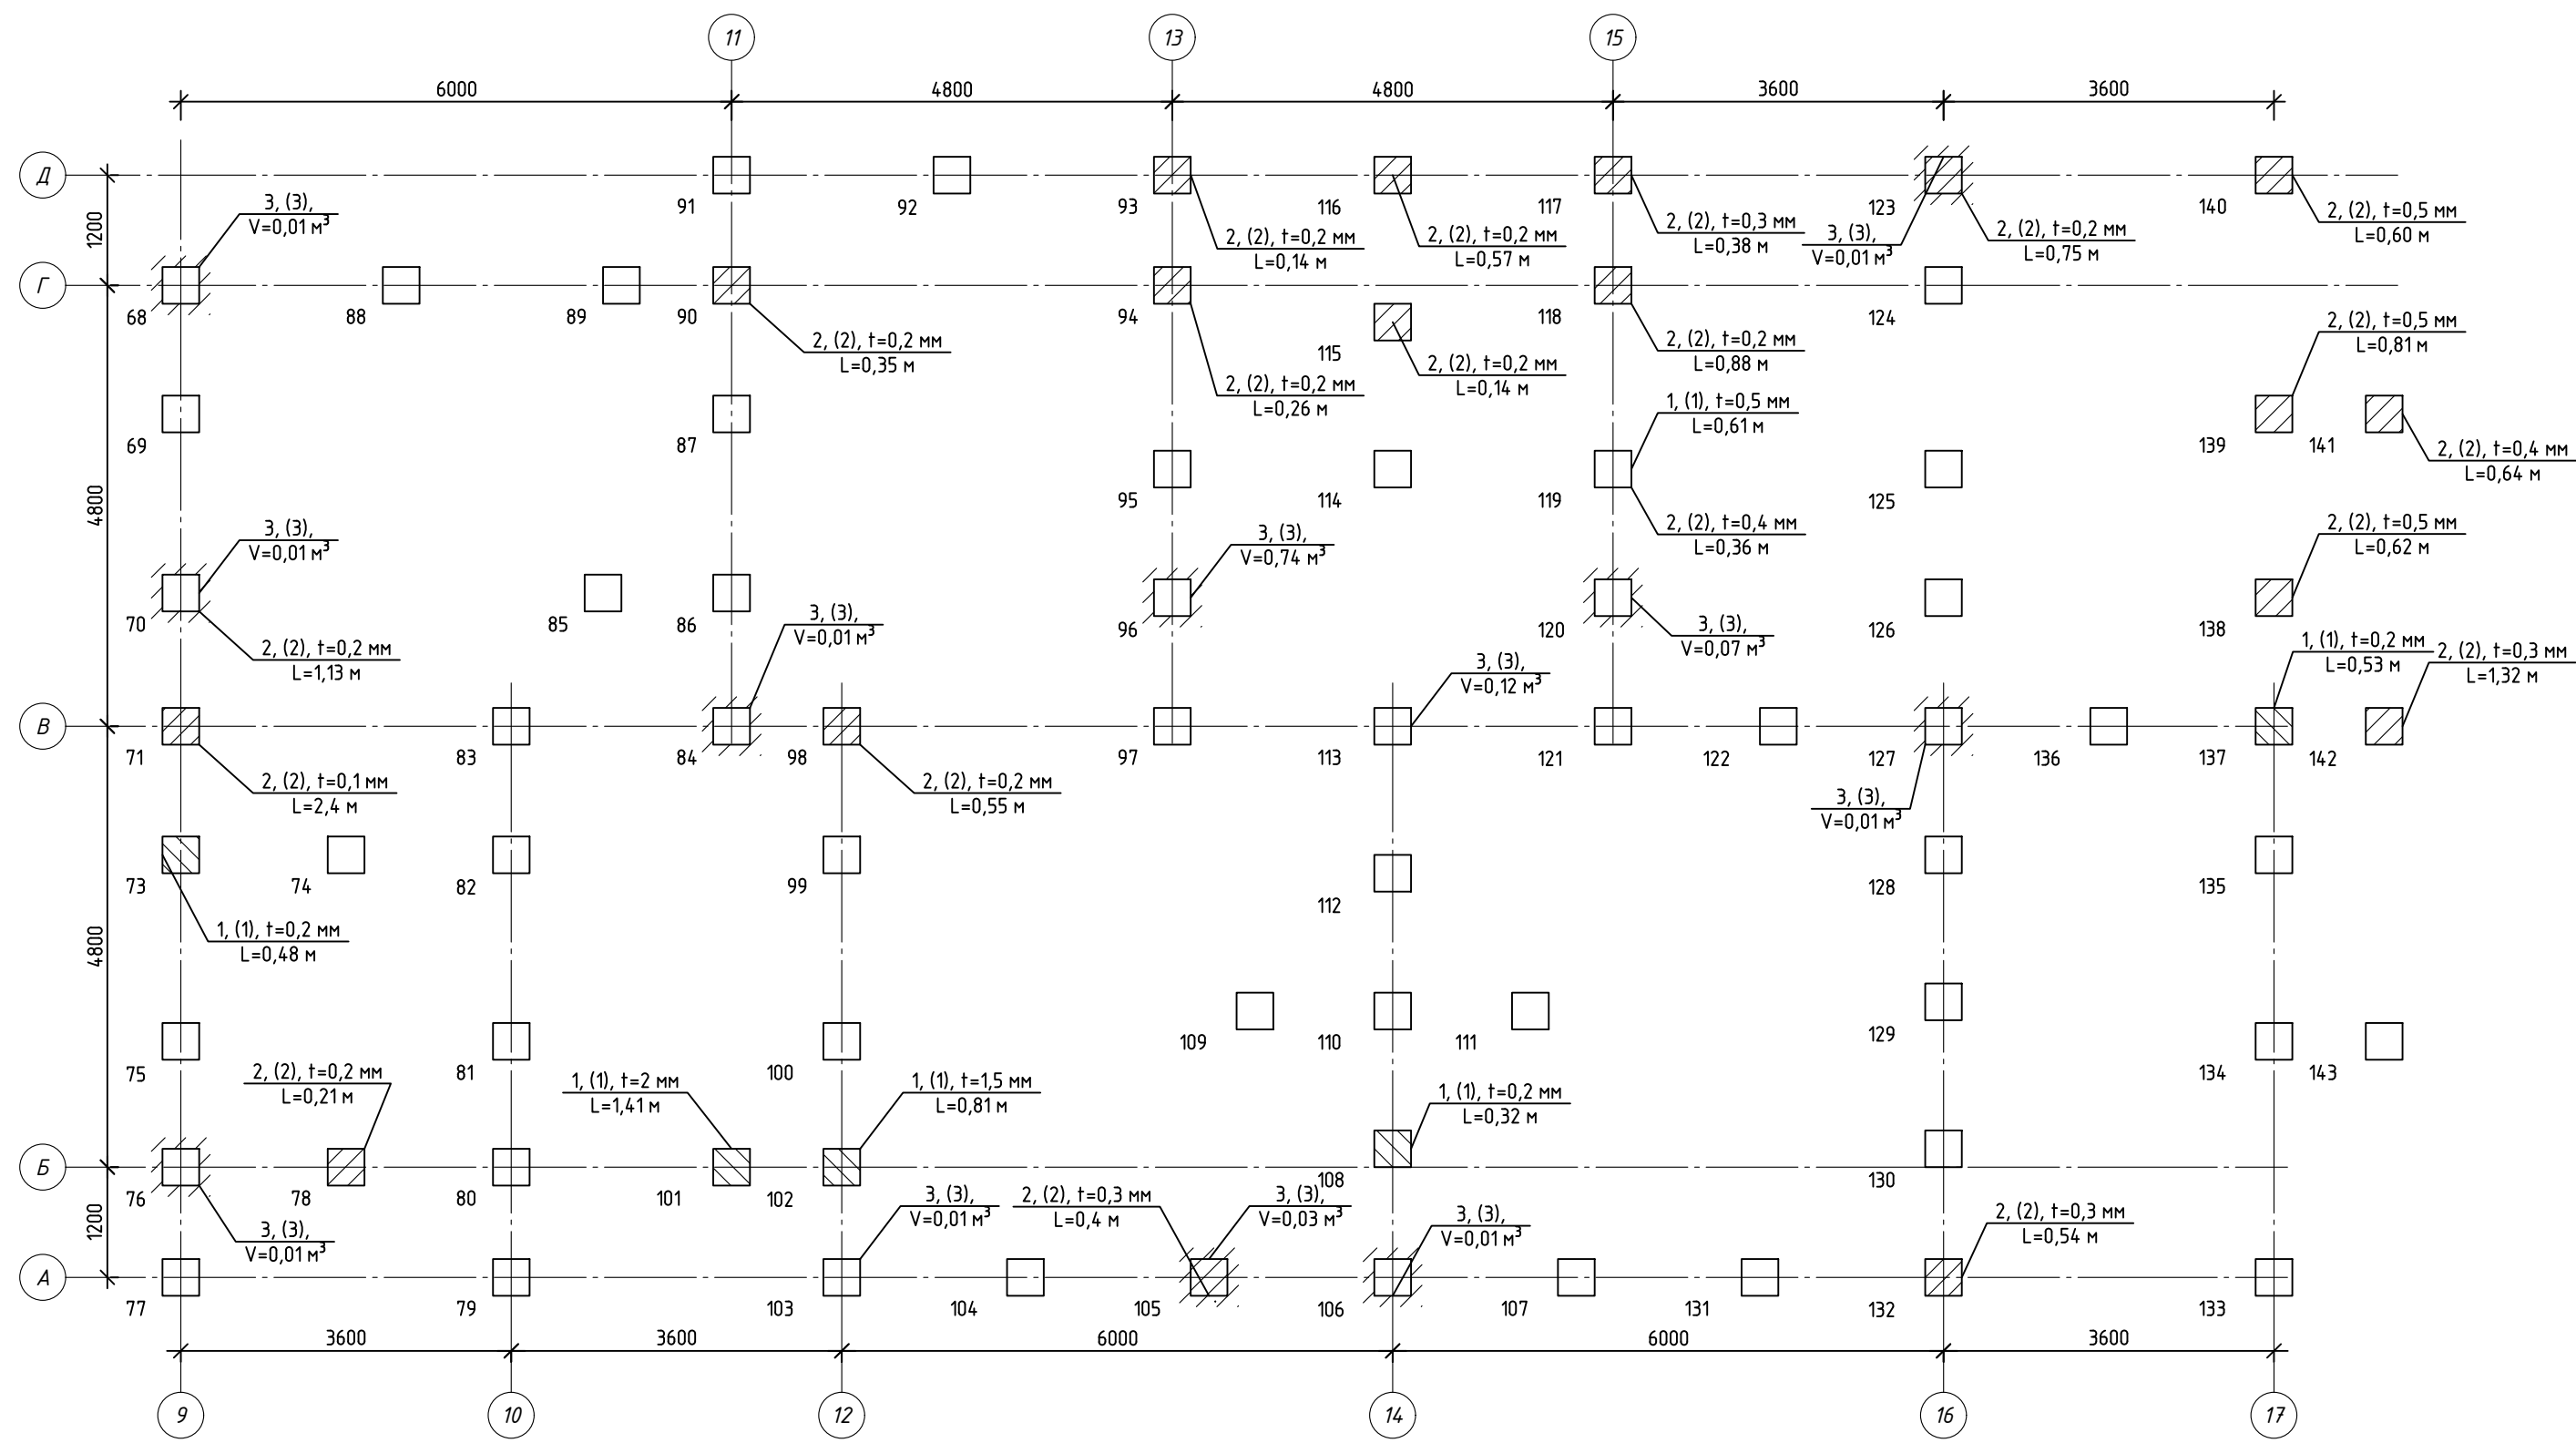 11
13
15
6000
4800
4800
3600
3600
Д
91
92
93
116
117
123
140
1200
3, (3),
V=0,01 м³
2, (2), t=0,2 мм
L=0,14 м
2, (2), t=0,2 мм
L=0,57 м
2, (2), t=0,3 мм
L=0,38 м
3, (3),
V=0,01 м³
2, (2), t=0,2 мм
L=0,75 м
2, (2), t=0,5 мм
L=0,60 м
Г
68
88
89
90
94
115
118
124
2, (2), t=0,2 мм
L=0,35 м
2, (2), t=0,2 мм
L=0,26 м
2, (2), t=0,2 мм
L=0,14 м
2, (2), t=0,2 мм
L=0,88 м
2, (2), t=0,5 мм
L=0,81 м
69
87
1, (1), t=0,5 мм
L=0,61 м
139
141
2, (2), t=0,4 мм
L=0,64 м
4800
95
114
119
125
3, (3),
V=0,01 м³
3, (3),
V=0,74 м³
2, (2), t=0,4 мм
L=0,36 м
2, (2), t=0,5 мм
L=0,62 м
70
85
86
96
120
126
138
2, (2), t=0,2 мм
L=1,13 м
3, (3),
V=0,01 м³
3, (3),
V=0,12 м³
3, (3),
V=0,07 м³
1, (1), t=0,2 мм
L=0,53 м
2, (2), t=0,3 мм
L=1,32 м
В
71
83
84
98
97
113
121
122
127
136
137
142
2, (2), t=0,1 мм
L=2,4 м
2, (2), t=0,2 мм
L=0,55 м
3, (3),
V=0,01 м³
73
74
82
99
112
128
135
1, (1), t=0,2 мм
L=0,48 м
4800
75
81
100
109
110
111
129
134
143
2, (2), t=0,2 мм
L=0,21 м
1, (1), t=2 мм
L=1,41 м
1, (1), t=1,5 мм
L=0,81 м
1, (1), t=0,2 мм
L=0,32 м
Б
76
78
80
101
102
108
130
1200
3, (3),
V=0,01 м³
3, (3),
V=0,01 м³
2, (2), t=0,3 мм
L=0,4 м
3, (3),
V=0,03 м³
3, (3),
V=0,01 м³
2, (2), t=0,3 мм
L=0,54 м
А
77
79
103
104
105
106
107
131
132
133
3600
3600
6000
6000
3600
9
10
12
14
16
17